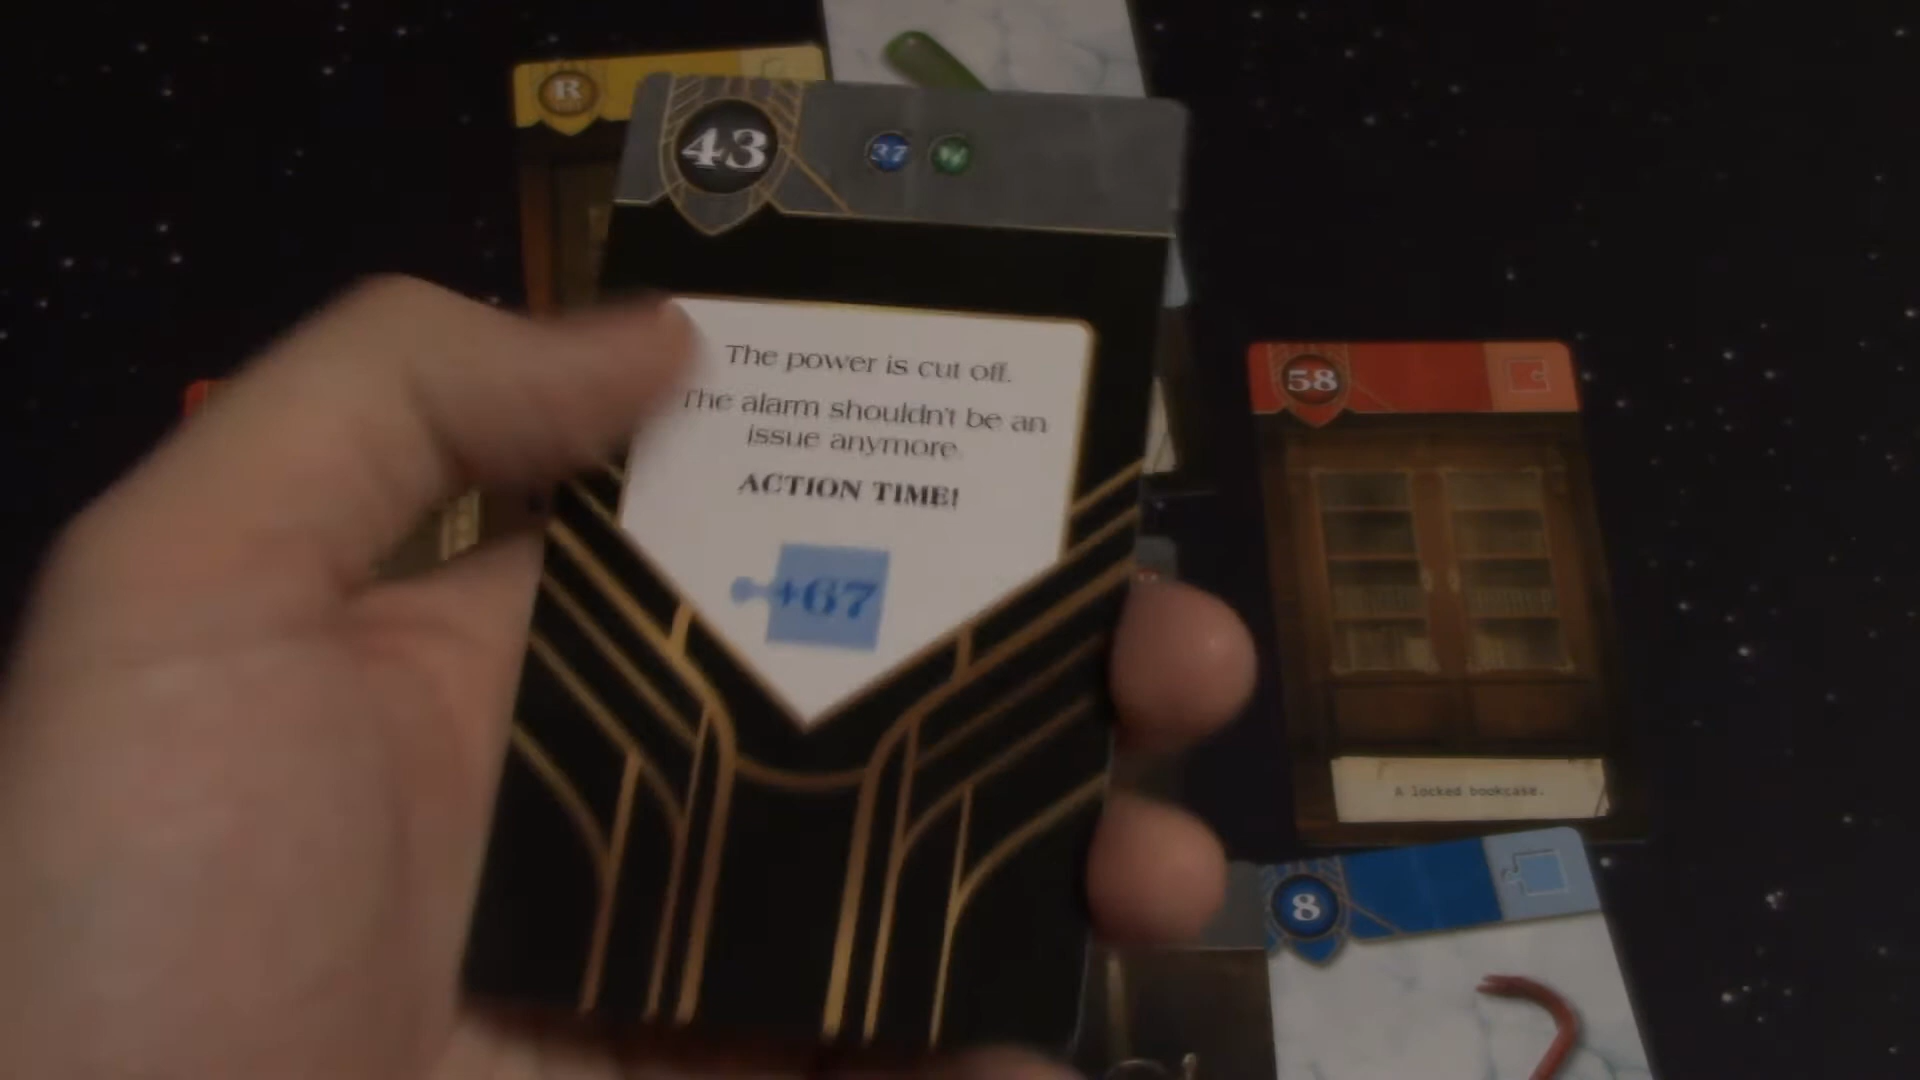 R
43
37 W
The power is cut off.
The alarm shouldn't be an
issue anymore.
ACTION TIME!
+67
58
A locked bookcase.
8